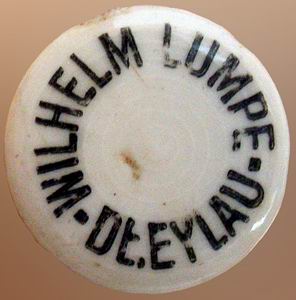 WILHELM LUMPE
· Dt. EYLAU ·